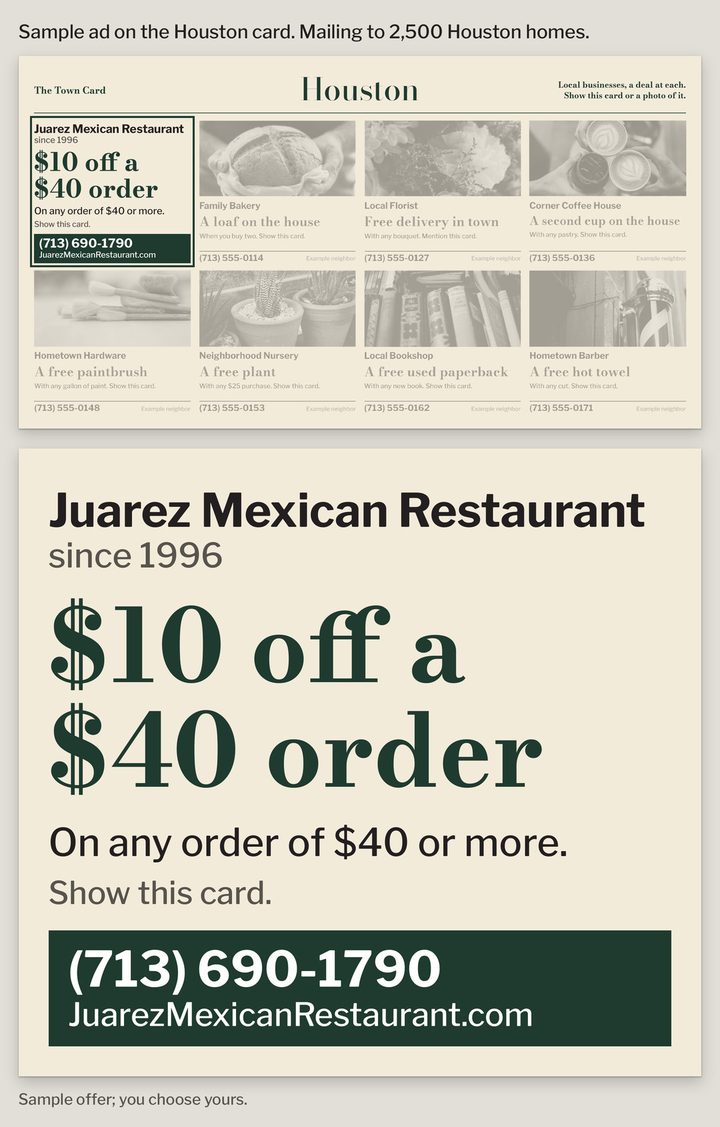 Sample ad on the Houston card. Mailing to 2,500 Houston homes.
The Town Card
Houston
Local businesses, a deal at each.
Show this card or a photo of it.
Juarez Mexican Restaurant
since 1996
$10 off a
$40 order
On any order of $40 or more.
Show this card.
(713) 690-1790
JuarezMexicanRestaurant.com
Family Bakery
A loaf on the house
When you buy two. Show this card.
(713) 555-0114
Example neighbor
Local Florist
Free delivery in town
With any bouquet. Mention this card.
(713) 555-0127
Example neighbor
Corner Coffee House
A second cup on the house
With any pastry. Show this card.
(713) 555-0136
Example neighbor
Hometown Hardware
A free paintbrush
With any gallon of paint. Show this card.
(713) 555-0148
Example neighbor
Neighborhood Nursery
A free plant
With any $25 purchase. Show this card.
(713) 555-0153
Example neighbor
Local Bookshop
A free used paperback
With any new book. Show this card.
(713) 555-0162
Example neighbor
Hometown Barber
A free hot towel
With any cut. Show this card.
(713) 555-0171
Example neighbor
Juarez Mexican Restaurant
since 1996
$10 off a
$40 order
On any order of $40 or more.
Show this card.
(713) 690-1790
JuarezMexicanRestaurant.com
Sample offer; you choose yours.